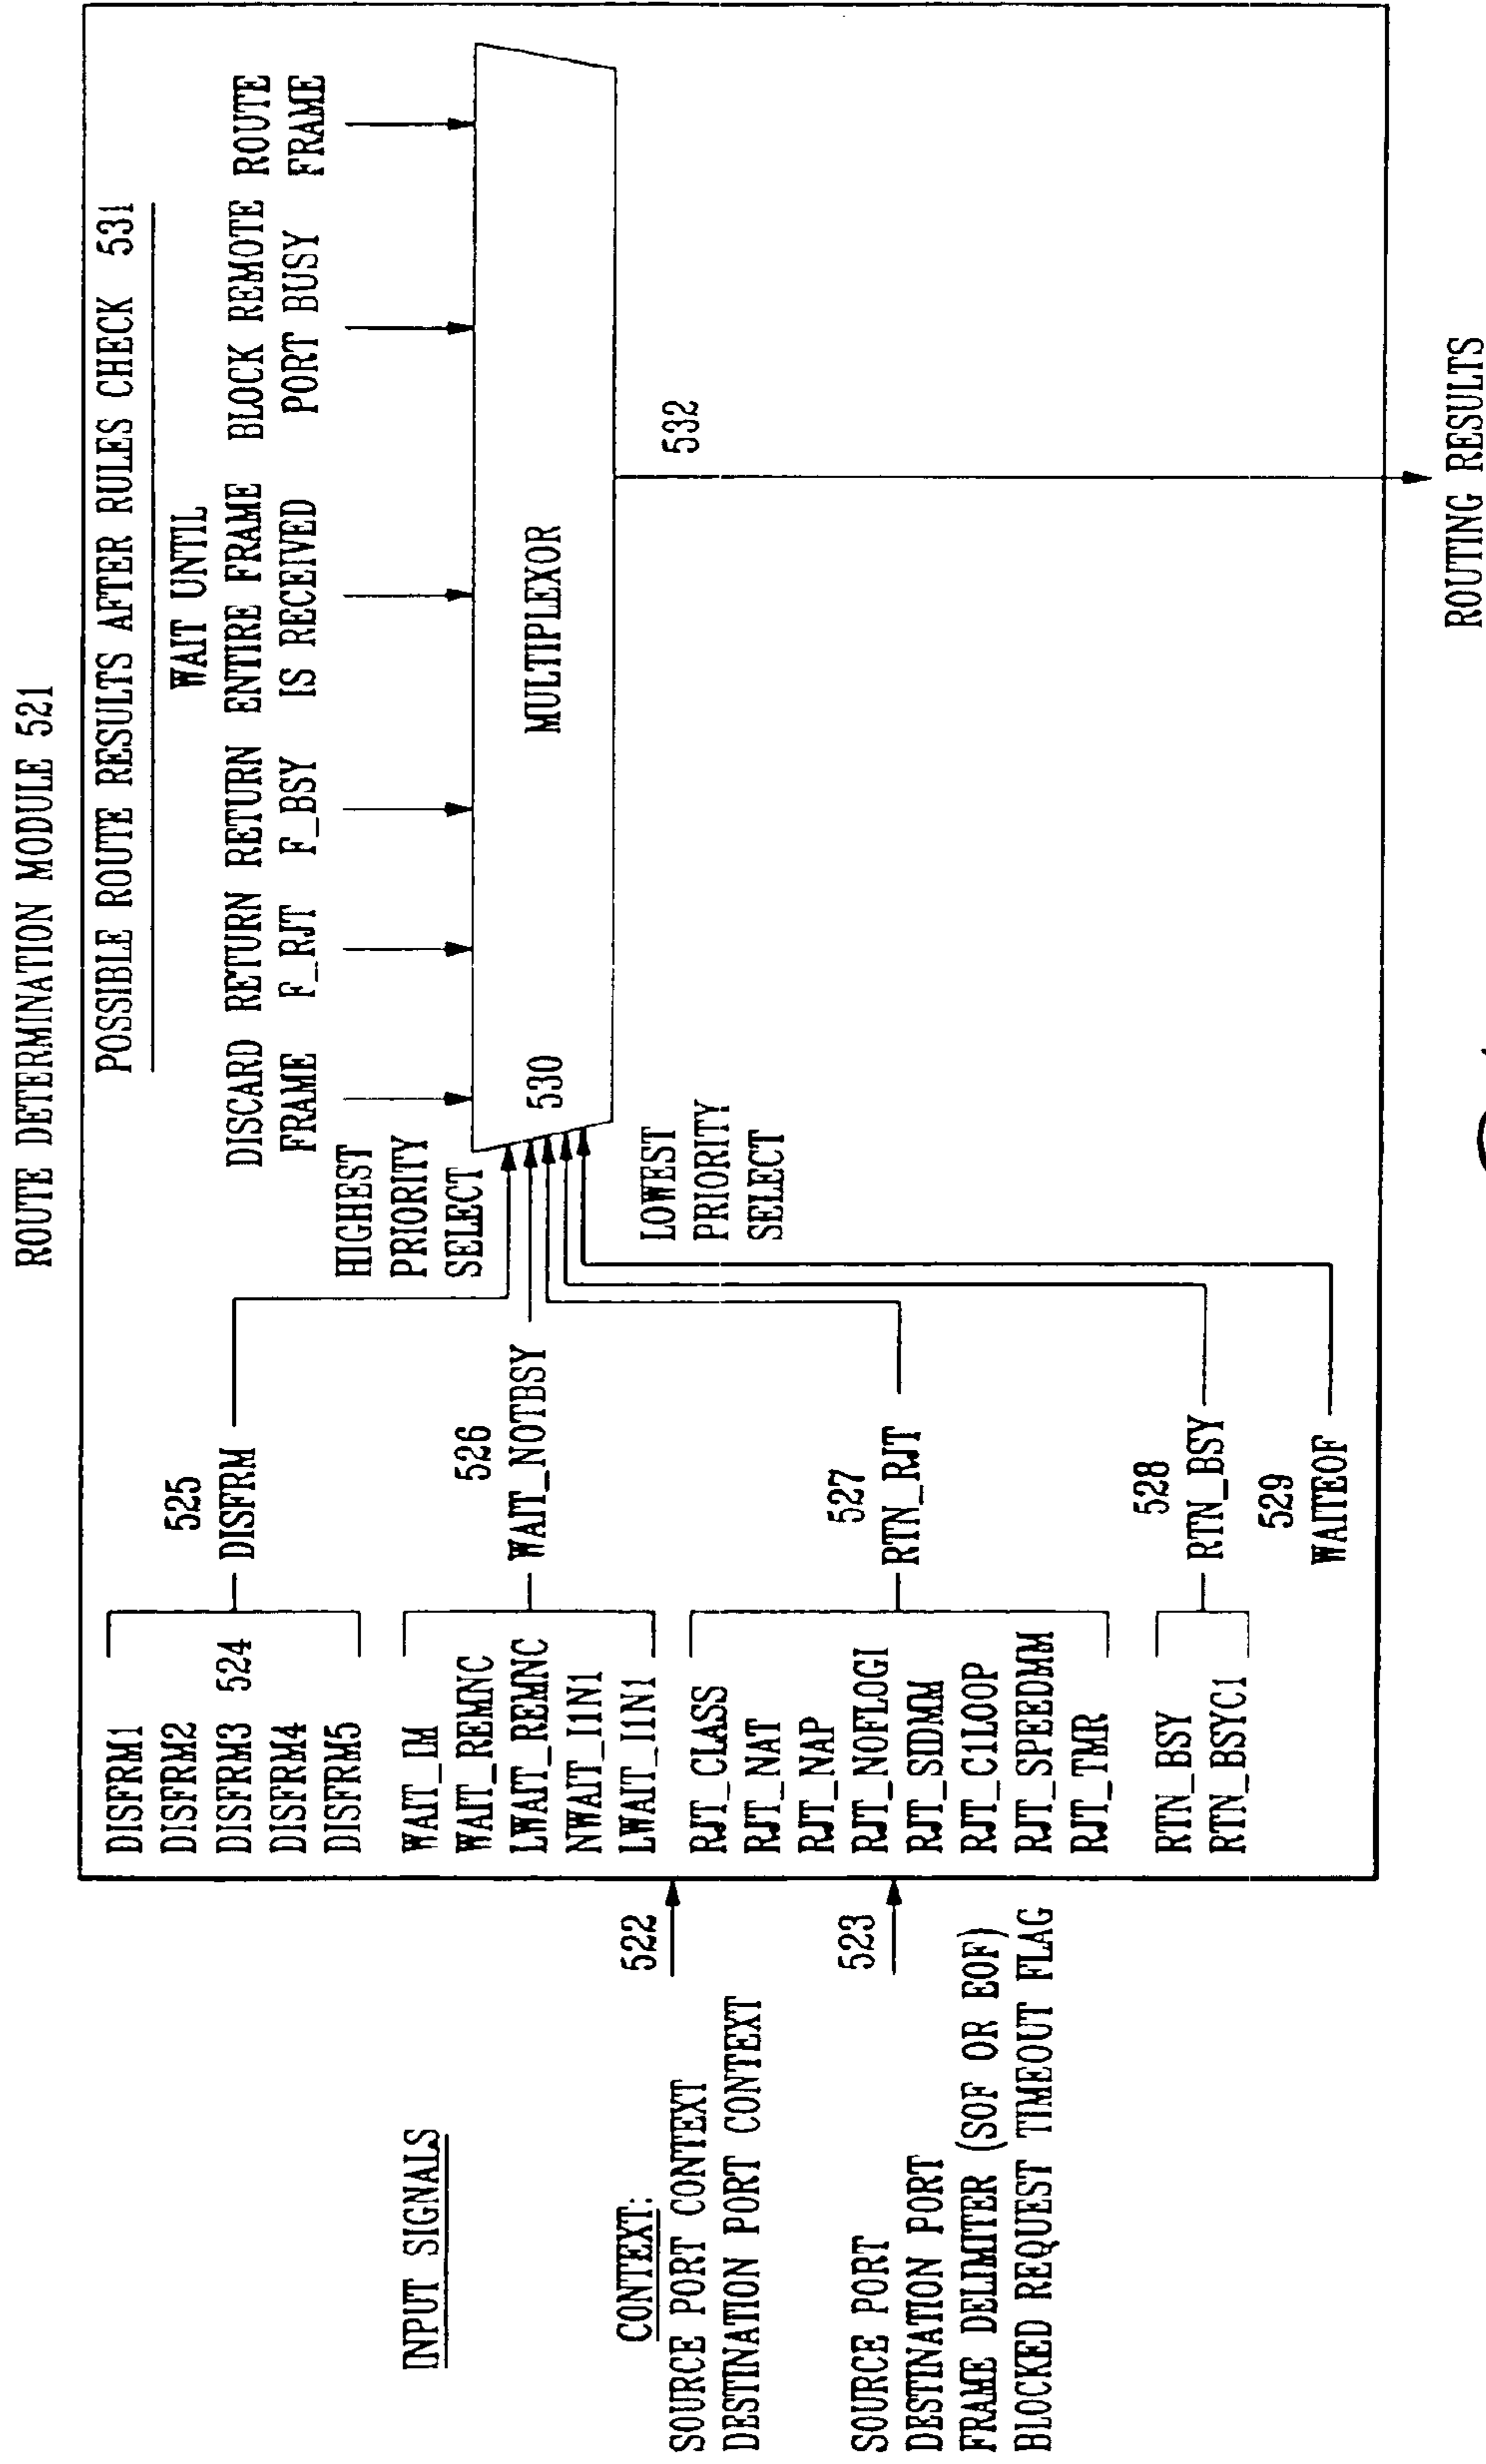 ROUTE DETERMINATION MODULE 521
POSSIBLE ROUTE RESULTS AFTER RULES CHECK 531
WAIT UNTIL
DISCARD RETURN RETURN ENTIRE FRAME BLOCK REMOTE ROUTE
FRAME F_RJT F_BSY IS RECEIVED PORT BUSY FRAME
HIGHEST
PRIORITY
SELECT
530
MULTIPLEXOR
LOWEST
PRIORITY
SELECT
532
ROUTING RESULTS
DISFRM1
DISFRM2
DISFRM3 524
DISFRM4
DISFRM5
525
DISFRM
WAIT_IM
WAIT_REMNC
LWAIT_REMNC
NWAIT_I1N1
LWAIT_I1N1
526
WAIT_NOTBSY
RJT_CLASS
RJT_NAT
RJT_NAP
RJT_NOFLOGI
RJT_SIDMM
RJT_C1LOOP
RJT_SPEEDMM
RJT_TMR
527
RTN_RJT
RTN_BSY
RTN_BSYC1
528
RTN_BSY
529
WAITEOF
INPUT SIGNALS
522
CONTEXT:
SOURCE PORT CONTEXT
DESTINATION PORT CONTEXT
523
SOURCE PORT
DESTINATION PORT
FRAME DELIMITER (SOF OR EOF)
BLOCKED REQUEST TIMEOUT FLAG